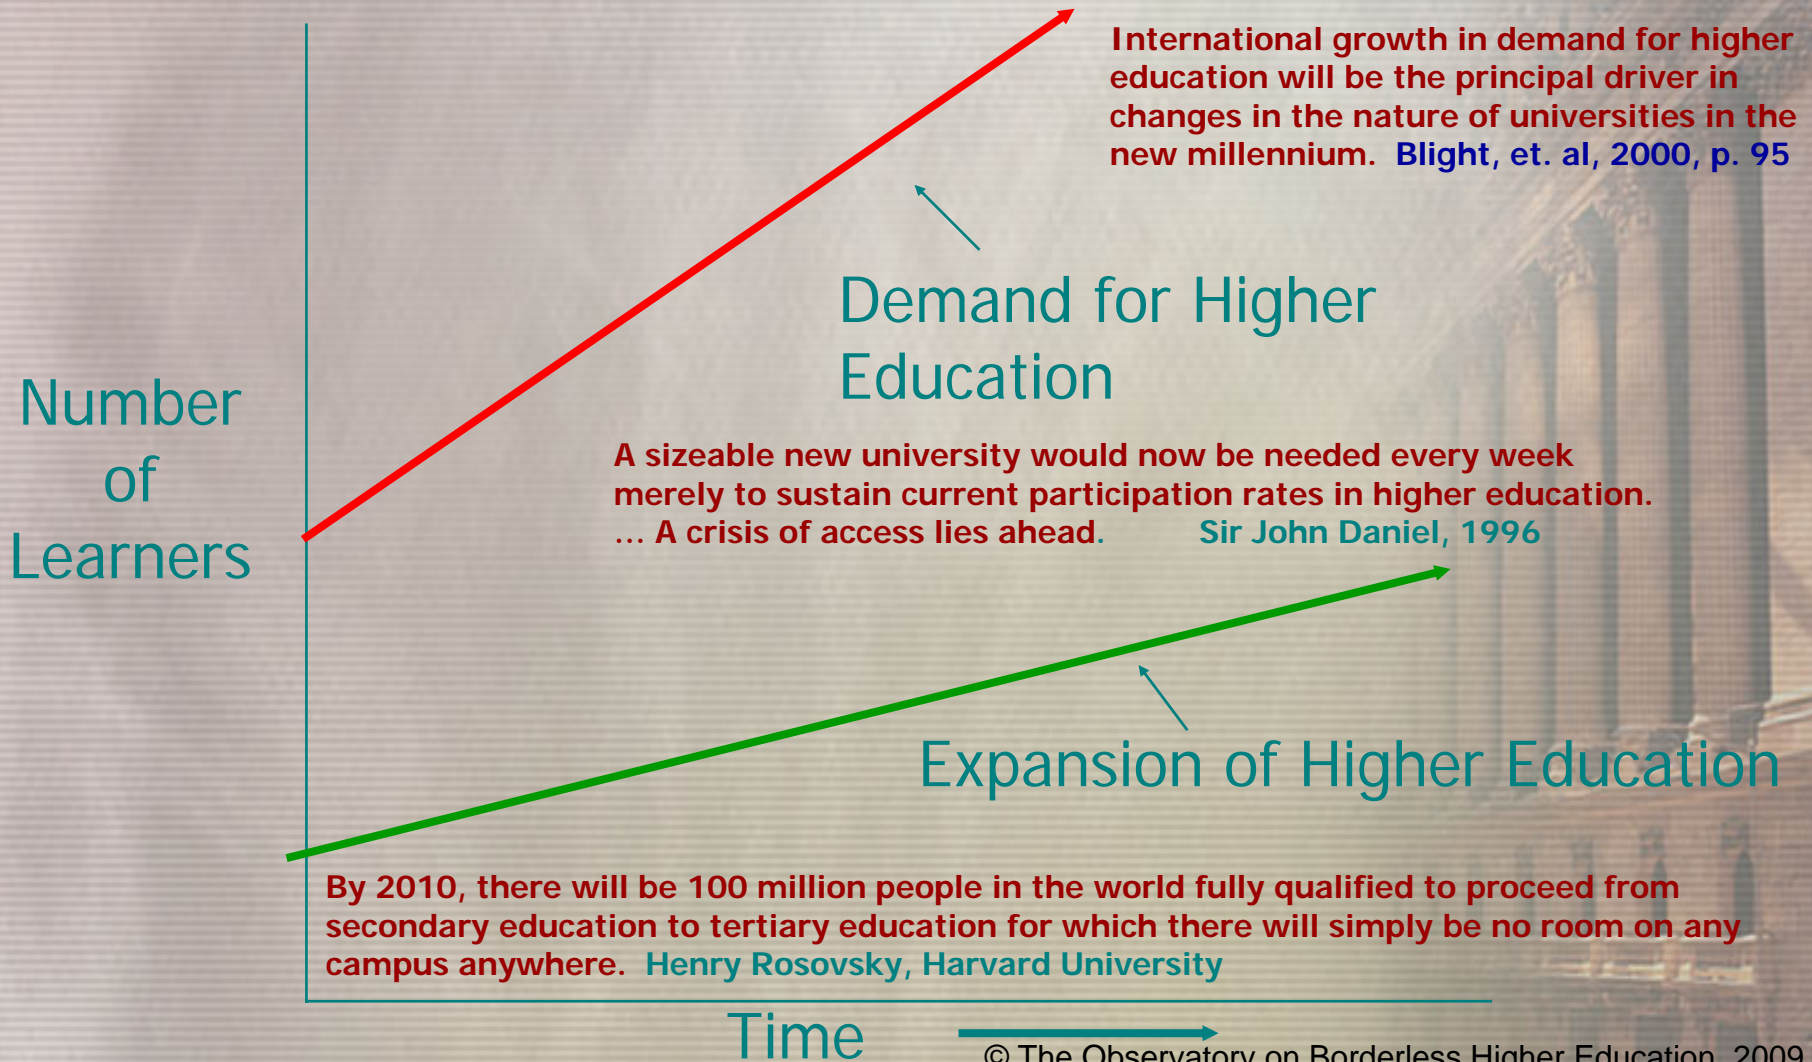 International growth in demand for higher
education will be the principal driver in
changes in the nature of universities in the
new millennium. Blight, et. al, 2000, p. 95
Demand for Higher
Education
Number
of
Learners
A sizeable new university would now be needed every week
merely to sustain current participation rates in higher education.
… A crisis of access lies ahead. Sir John Daniel, 1996
Expansion of Higher Education
By 2010, there will be 100 million people in the world fully qualified to proceed from
secondary education to tertiary education for which there will simply be no room on any
campus anywhere. Henry Rosovsky, Harvard University
Time
© The Observatory on Borderless Higher Education, 2009